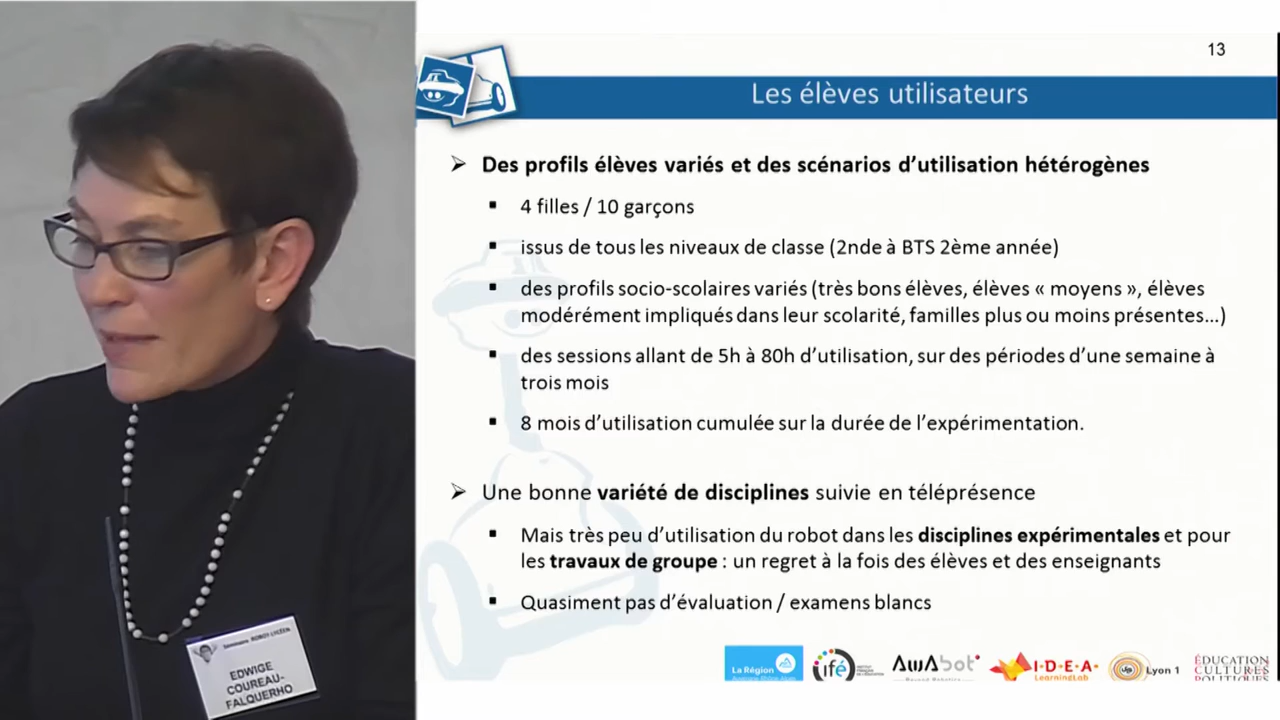 13
Les élèves utilisateurs
Des profils élèves variés et des scénarios d’utilisation hétérogènes
4 filles / 10 garçons
issus de tous les niveaux de classe (2nde à BTS 2ème année)
des profils socio-scolaires variés (très bons élèves, élèves « moyens », élèves
modérément impliqués dans leur scolarité, familles plus ou moins présentes…)
des sessions allant de 5h à 80h d’utilisation, sur des périodes d’une semaine à
trois mois
8 mois d’utilisation cumulée sur la durée de l’expérimentation.
Une bonne variété de disciplines suivie en téléprésence
Mais très peu d’utilisation du robot dans les disciplines expérimentales et pour
les travaux de groupe : un regret à la fois des élèves et des enseignants
Quasiment pas d’évaluation / examens blancs
La Région
ifé
AwAbot
I·D·E·A·
LearningLab
Lyon 1
ÉDUCATION
CULTURES
POLITIQUES
Séminaire ROBOT LYCÉEN
EDWIGE
COUREAU-
FALQUERHO